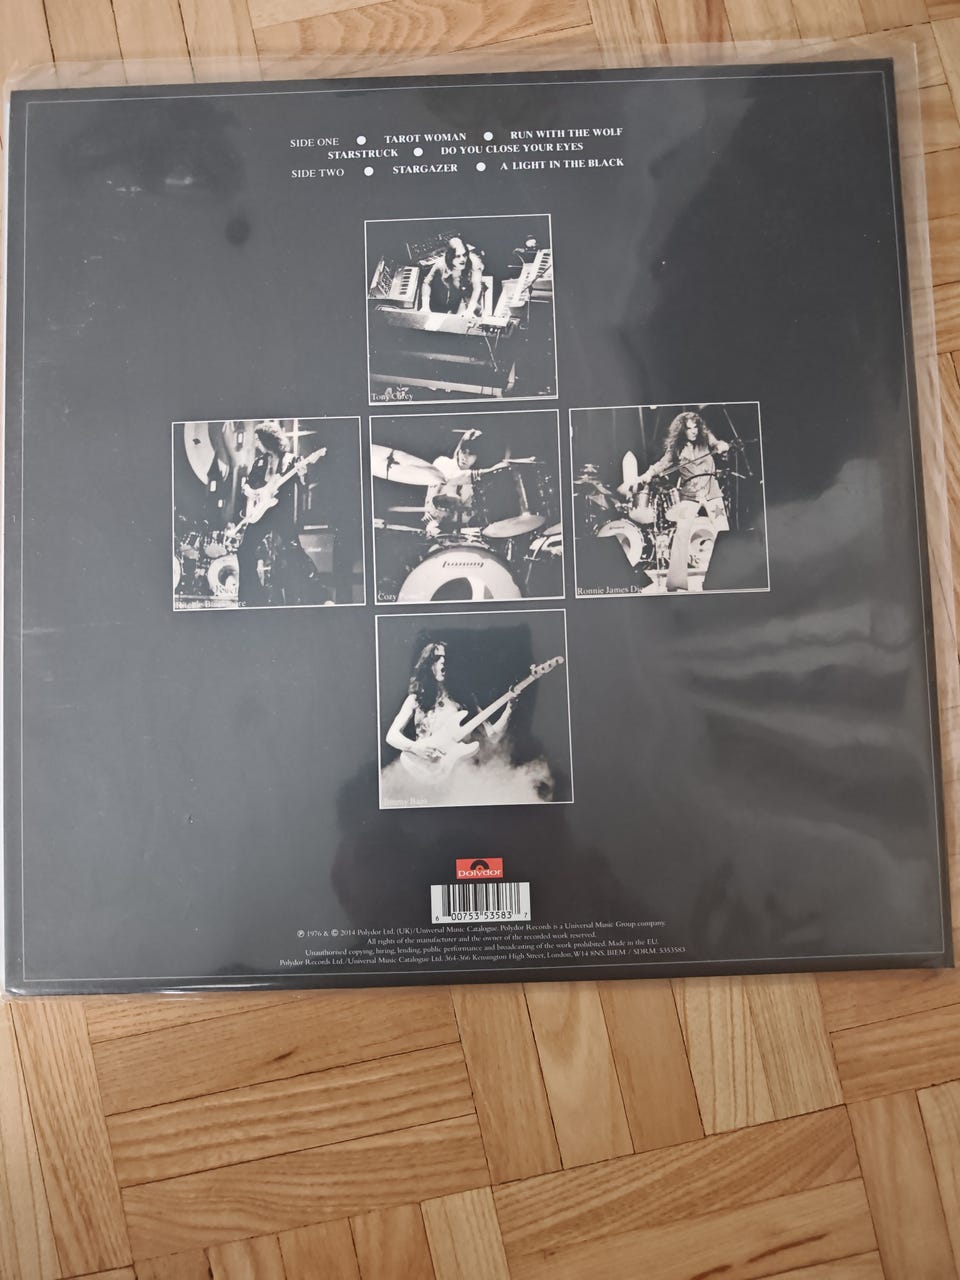 SIDE ONE ● TAROT WOMAN ● RUN WITH THE WOLF
STARSTRUCK ● DO YOU CLOSE YOUR EYES
SIDE TWO ● STARGAZER ● A LIGHT IN THE BLACK
Tony Carey
Ritchie Blackmore
Cozy
Ronnie James Dio
Jimmy Bain
Ludwig
Polydor
6 00753 53583 7
℗ 1976 & © 2014 Polydor Ltd. (UK)/Universal Music Catalogue. Polydor Records is a Universal Music Group company.
All rights of the manufacturer and the owner of the recorded work reserved.
Unauthorised copying, hiring, lending, public performance and broadcasting of the work prohibited. Made in the EU.
Polydor Records Ltd./Universal Music Catalogue Ltd. 364-366 Kensington High Street, London, W14 8NS. BIEM / SDRM. 5353583